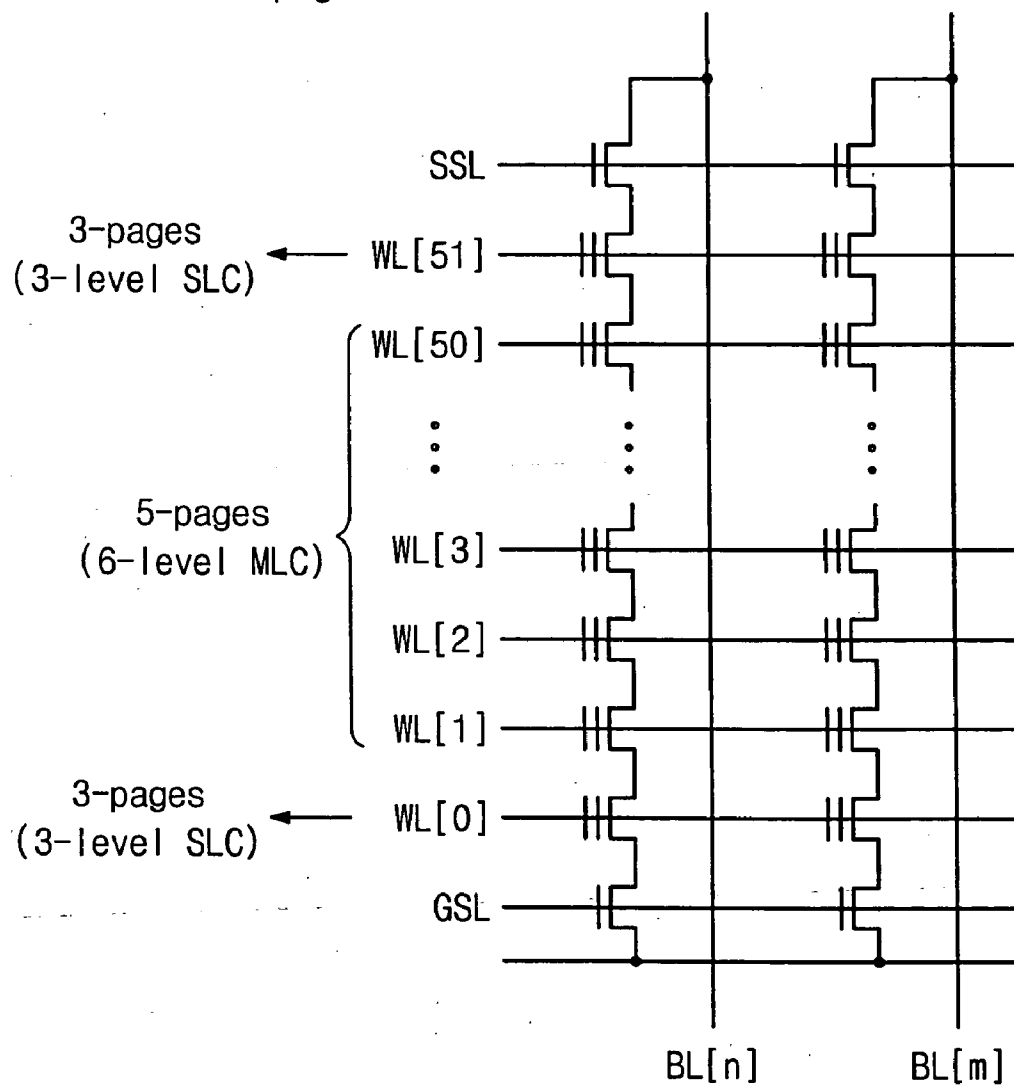 SSL
3-pages
(3-level SLC)
WL[51]
WL[50]
5-pages
(6-level MLC)
WL[3]
WL[2]
WL[1]
3-pages
(3-level SLC)
WL[0]
GSL
BL[n]
BL[m]